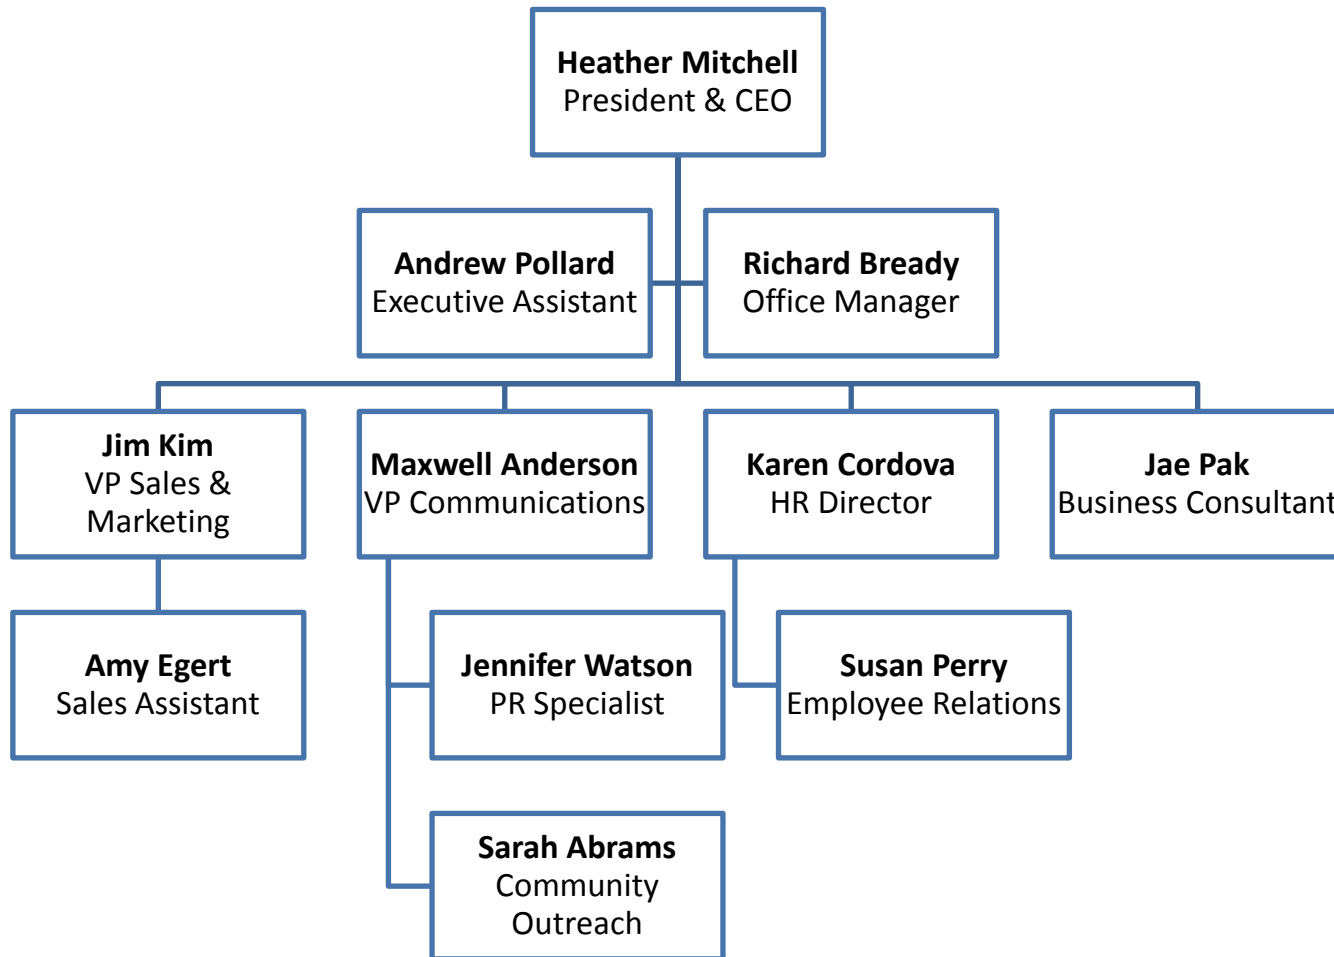 Heather Mitchell
President & CEO
Andrew Pollard
Executive Assistant
Richard Bready
Office Manager
Jim Kim
VP Sales &
Marketing
Maxwell Anderson
VP Communications
Karen Cordova
HR Director
Jae Pak
Business Consultant
Amy Egert
Sales Assistant
Jennifer Watson
PR Specialist
Susan Perry
Employee Relations
Sarah Abrams
Community
Outreach